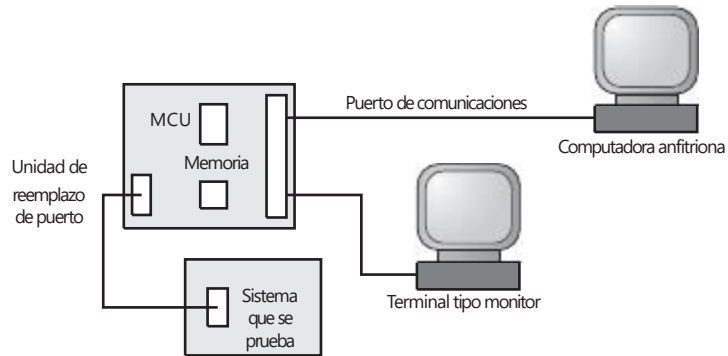 Puerto de comunicaciones
Computadora anfitriona
MCU
Memoria
Unidad de
reemplazo
de puerto
Terminal tipo monitor
Sistema
que se
prueba